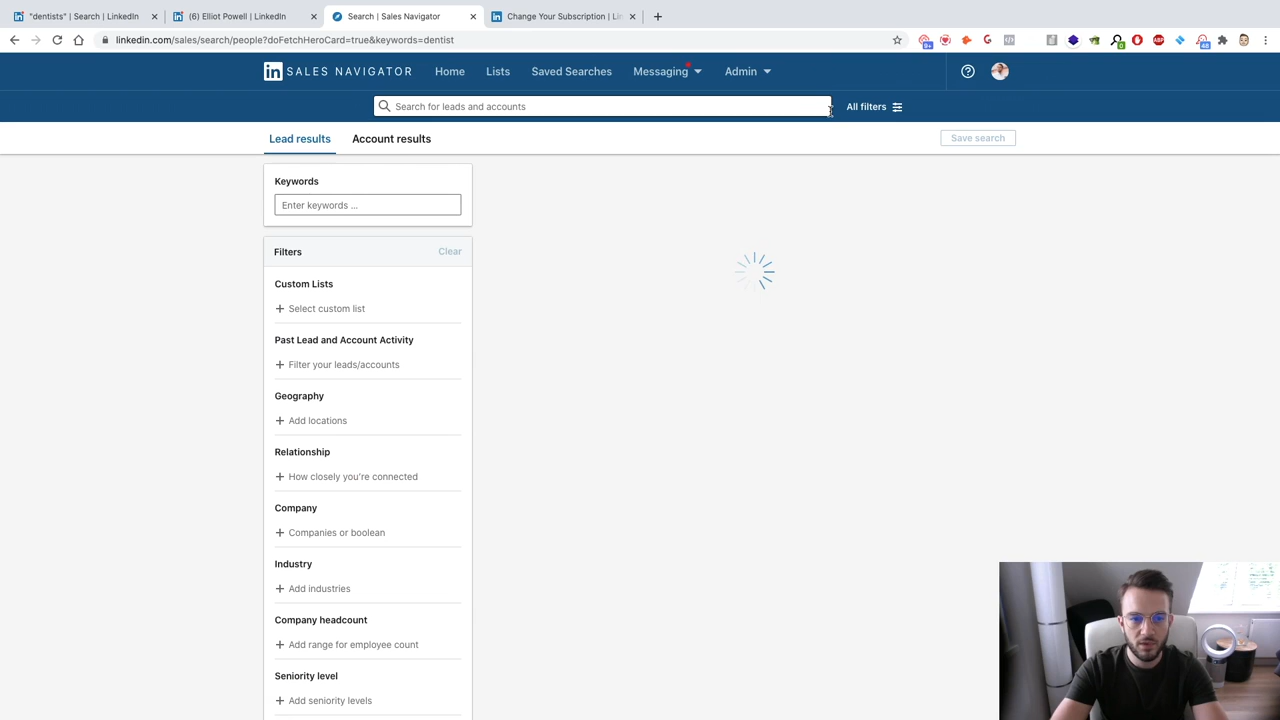 "dentists" | Search | LinkedIn
(6) Elliot Powell | LinkedIn
Search | Sales Navigator
Change Your Subscription | Lin
linkedin.com/sales/search/people?doFetchHeroCard=true&keywords=dentist
in SALES NAVIGATOR
Home
Lists
Saved Searches
Messaging
Admin
Search for leads and accounts
All filters
Lead results
Account results
Save search
Keywords
Enter keywords ...
Filters
Clear
Custom Lists
+ Select custom list
Past Lead and Account Activity
+ Filter your leads/accounts
Geography
+ Add locations
Relationship
+ How closely you're connected
Company
+ Companies or boolean
Industry
+ Add industries
Company headcount
+ Add range for employee count
Seniority level
+ Add seniority levels